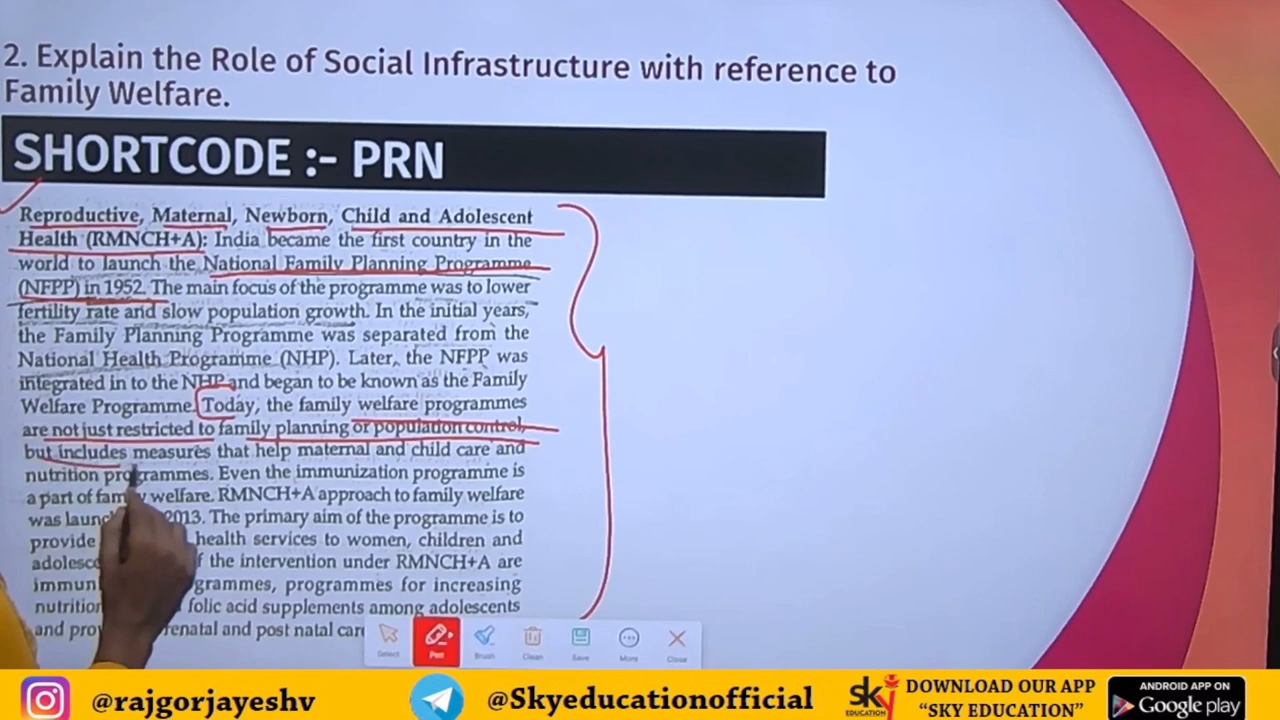 2. Explain the Role of Social Infrastructure with reference to
Family Welfare.
SHORTCODE :- PRN
Reproductive, Maternal, Newborn, Child and Adolescent
Health (RMNCH+A): India became the first country in the
world to launch the National Family Planning Programme
(NFPP) in 1952. The main focus of the programme was to lower
fertility rate and slow population growth. In the initial years,
the Family Planning Programme was separated from the
National Health Programme (NHP). Later, the NFPP was
integrated in to the NHP and began to be known as the Family
Welfare Programme. Today, the family welfare programmes
are not just restricted to family planning or population control,
but includes measures that help maternal and child care and
nutrition programmes. Even the immunization programme is
a part of family welfare. RMNCH+A approach to family welfare
was 2013. The primary aim of the programme is to
provide health services to women, children and
the intervention under RMNCH+A are
programmes for increasing
nutrition folic acid supplements among adolescents
and and post natal
Select
Pen
Brush
Clean
Save
More
Close
@rajgorjayeshv
@Skyeducationofficial
sky
EDUCATION
DOWNLOAD OUR APP
"SKY EDUCATION"
ANDROID APP ON
Google play